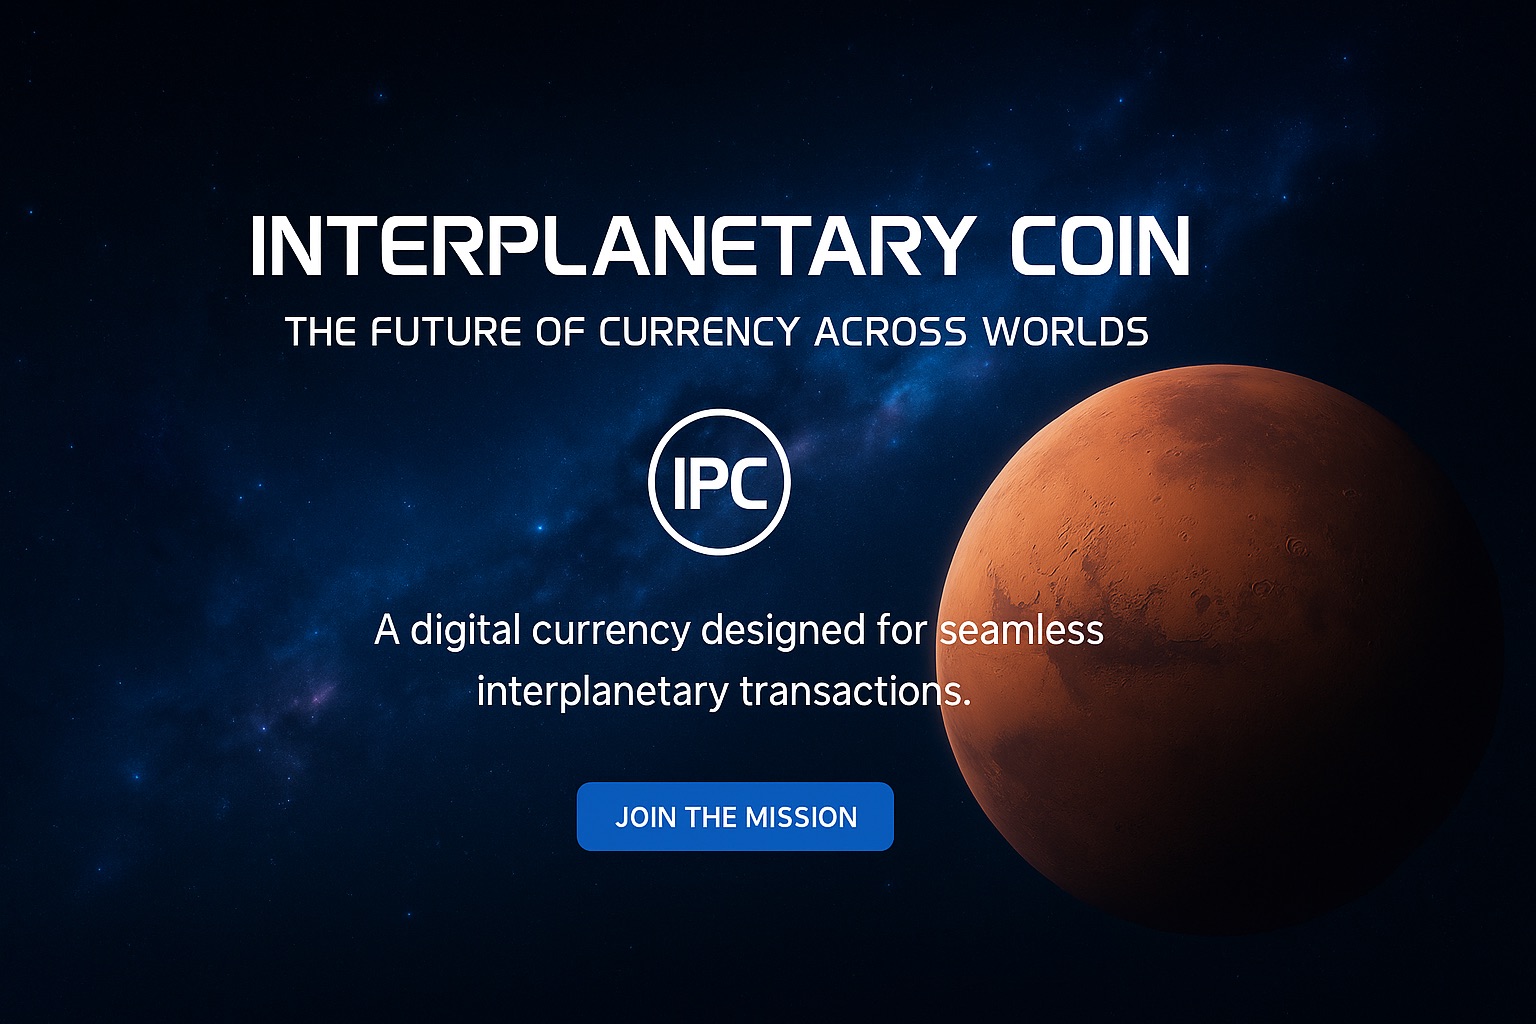 INTERPLANETARY COIN
THE FUTURE OF CURRENCY ACROSS WORLDS
IPC
A digital currency designed for seamless
interplanetary transactions.
JOIN THE MISSION